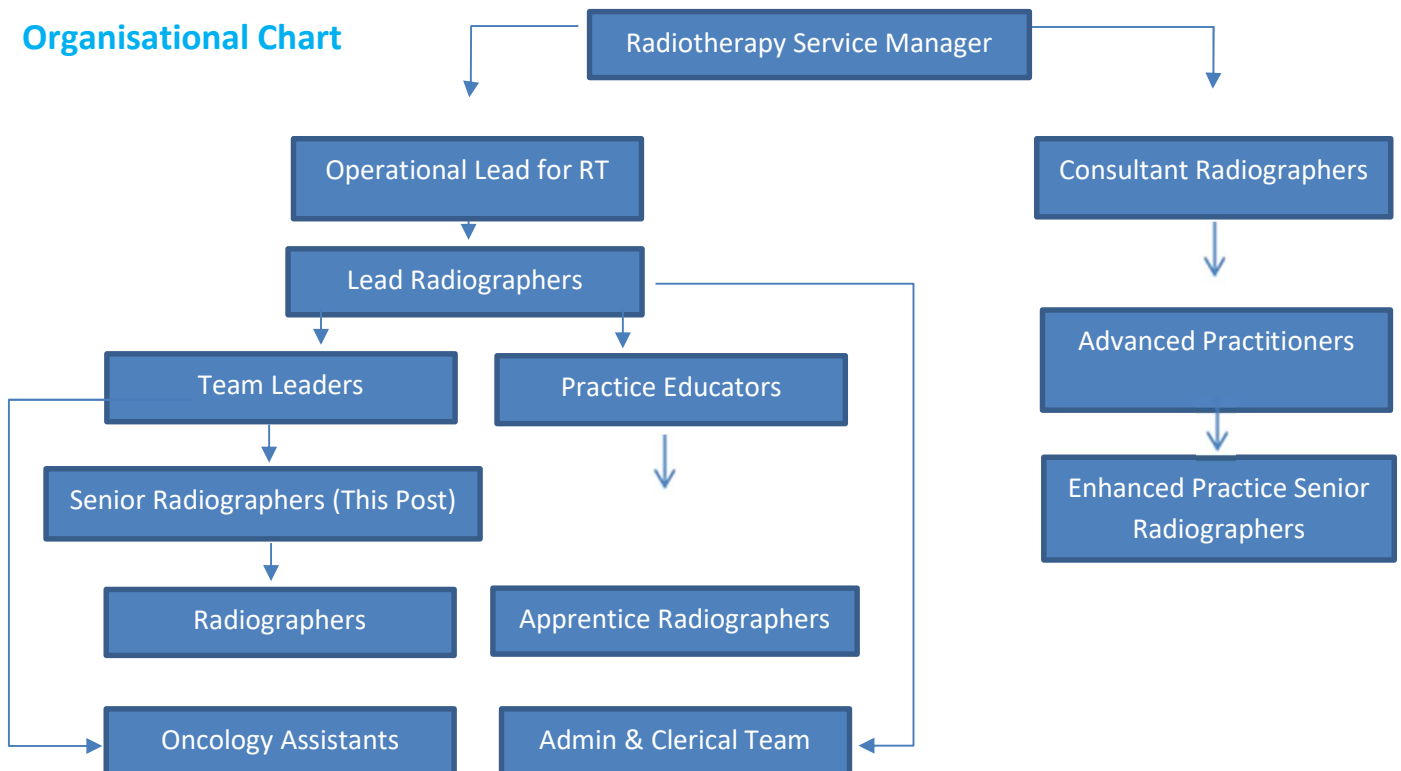 Organisational Chart
Radiotherapy Service Manager
Operational Lead for RT
Consultant Radiographers
Lead Radiographers
Advanced Practitioners
Team Leaders
Practice Educators
Senior Radiographers (This Post)
Enhanced Practice Senior
Radiographers
Radiographers
Apprentice Radiographers
Oncology Assistants
Admin & Clerical Team